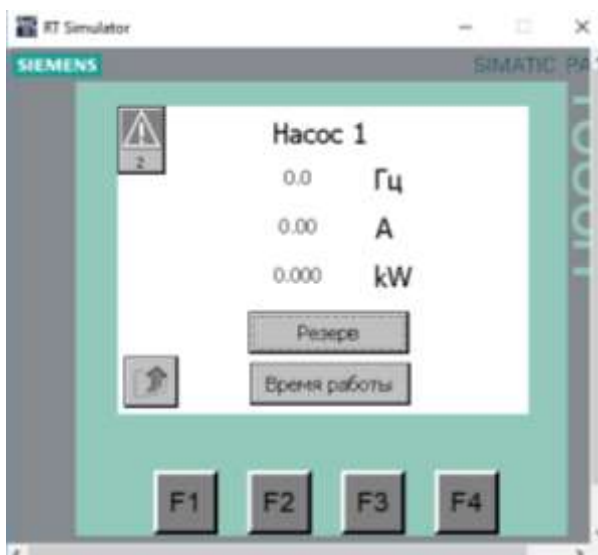 RT Simulator
SIEMENS
SIMATIC PA
TOUCH
2
Насос 1
0.0 Гц
0.00 А
0.000 kW
Резерв
Время работы
F1 F2 F3 F4